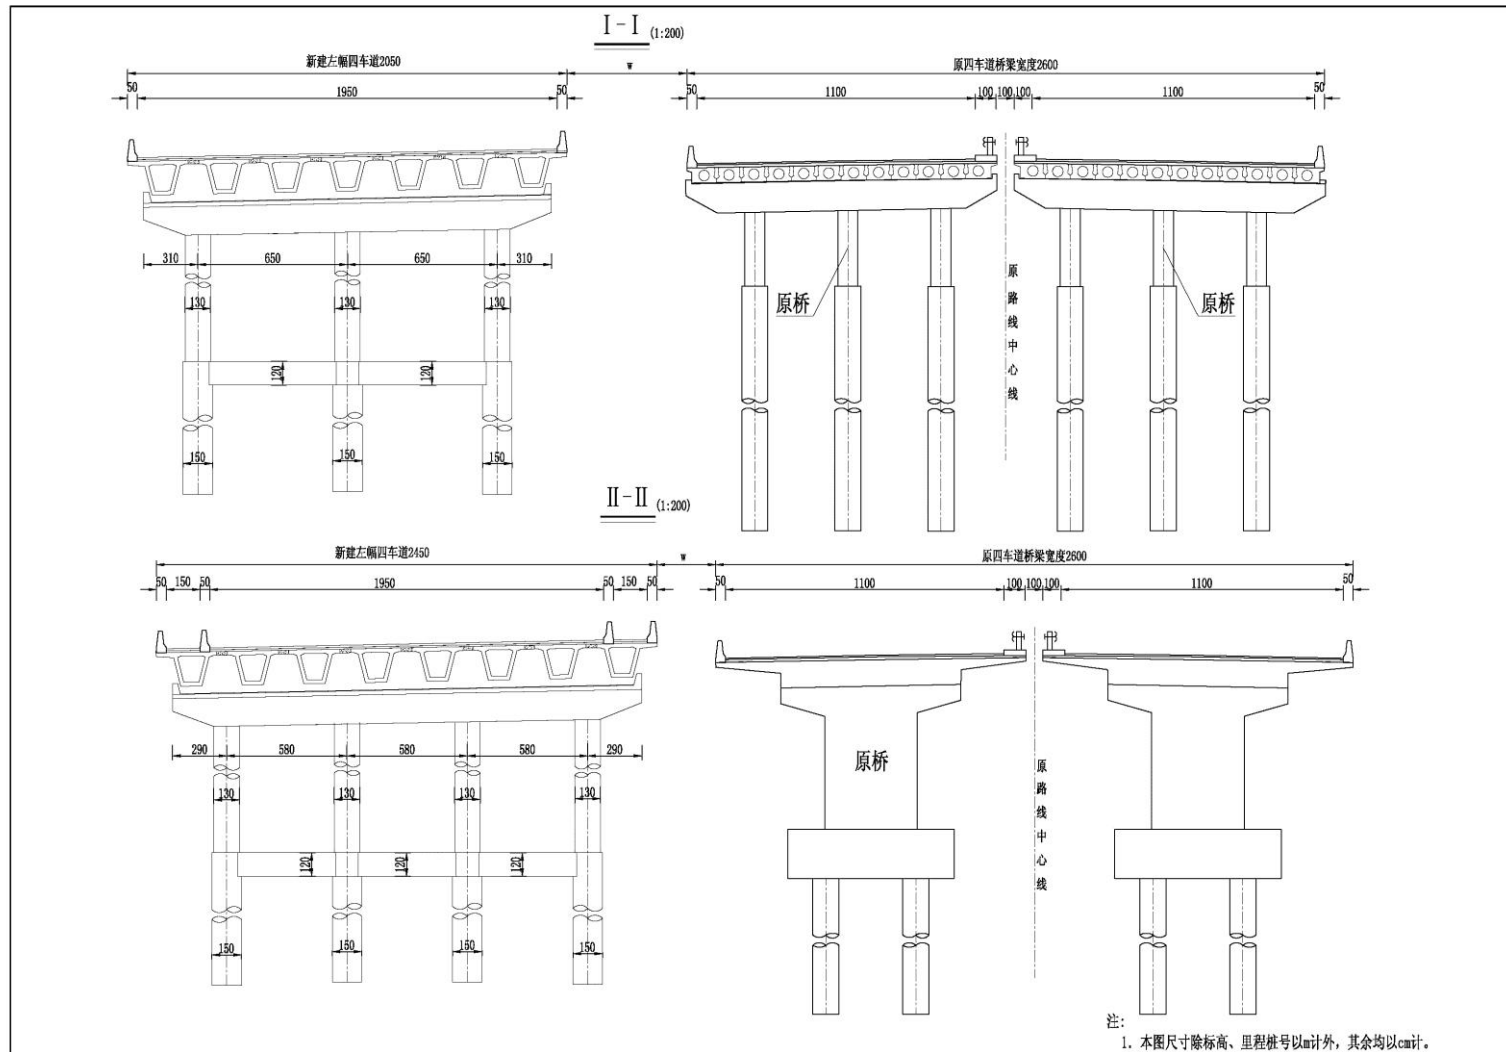 Ⅰ-Ⅰ (1:200)
新建左幅四车道2050
w
原四车道桥梁宽度2600
50 1950 50
50 1100 100 100 100 1100 50
310 650 650 310
130 130 130
原桥
原桥
原路线中心线
120 120
150 150 150
Ⅱ-Ⅱ (1:200)
新建左幅四车道2450
w
原四车道桥梁宽度2600
50 150 50 1950 50 150 50
50 1100 100 100 100 1100 50
290 580 580 580 290
原桥
原路线中心线
130 130 130 130
120 120 120
150 150 150 150
注:
1. 本图尺寸除标高、里程桩号以m计外，其余均以cm计。